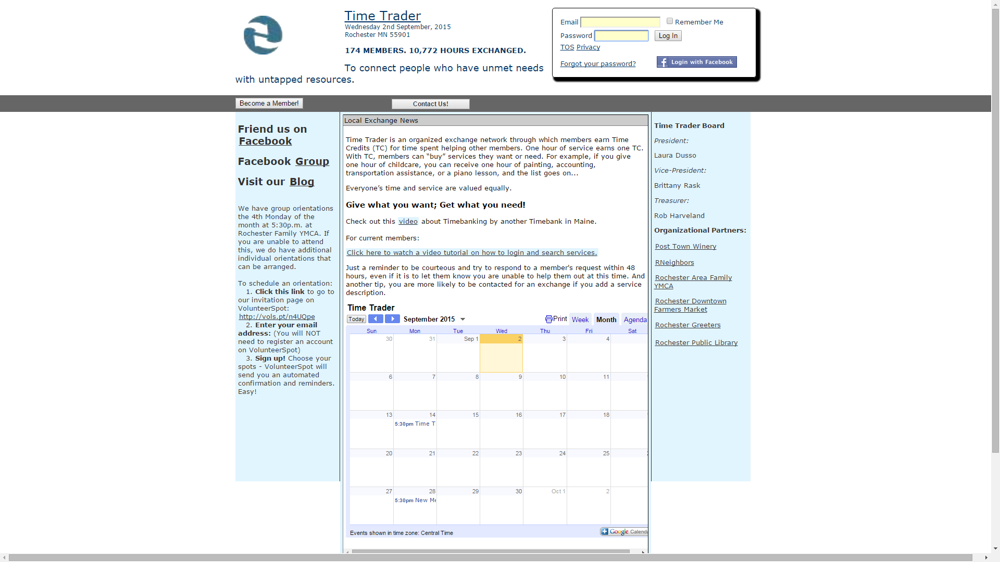 Time Trader
Wednesday 2nd September, 2015
Rochester MN 55901
174 MEMBERS. 10,772 HOURS EXCHANGED.
To connect people who have unmet needs
with untapped resources.
Email
Remember Me
Password
Log In
TOS Privacy
Forgot your password?
Login with Facebook
Become a Member!
Contact Us!
Friend us on
Facebook
Facebook Group
Visit our Blog
We have group orientations
the 4th Monday of the
month at 5:30p.m. at
Rochester Family YMCA. If
you are unable to attend
this, we do have additional
individual orientations that
can be arranged.
To schedule an orientation:
1. Click this link to go to
our invitation page on
VolunteerSpot:
http://vols.pt/n4UQpe
2. Enter your email
address: (You will NOT
need to register an account
on VolunteerSpot)
3. Sign up! Choose your
spots - VolunteerSpot will
send you an automated
confirmation and reminders.
Easy!
Local Exchange News
Time Trader is an organized exchange network through which members earn Time
Credits (TC) for time spent helping other members. One hour of service earns one TC.
With TC, members can “buy” services they want or need. For example, if you give
one hour of childcare, you can receive one hour of painting, accounting,
transportation assistance, or a piano lesson, and the list goes on...
Everyone’s time and service are valued equally.
Give what you want; Get what you need!
Check out this video about Timebanking by another Timebank in Maine.
For current members:
Click here to watch a video tutorial on how to login and search services.
Just a reminder to be courteous and try to respond to a member's request within 48
hours, even if it is to let them know you are unable to help them out at this time. And
another tip, you are more likely to be contacted for an exchange if you add a service
description.
Time Trader
Today
September 2015
Print Week Month Agenda
Sun Mon Tue Wed Thu Fri Sat
30 31 Sep 1 2 3 4
6 7 8 9 10 11
13 14 15 16 17 18
5:30pm Time T
20 21 22 23 24 25
27 28 29 30 Oct 1 2
5:30pm New Me
Events shown in time zone: Central Time
Google Calenda
Time Trader Board
President:
Laura Dusso
Vice-President:
Brittany Rask
Treasurer:
Rob Harveland
Organizational Partners:
Post Town Winery
RNeighbors
Rochester Area Family
YMCA
Rochester Downtown
Farmers Market
Rochester Greeters
Rochester Public Library